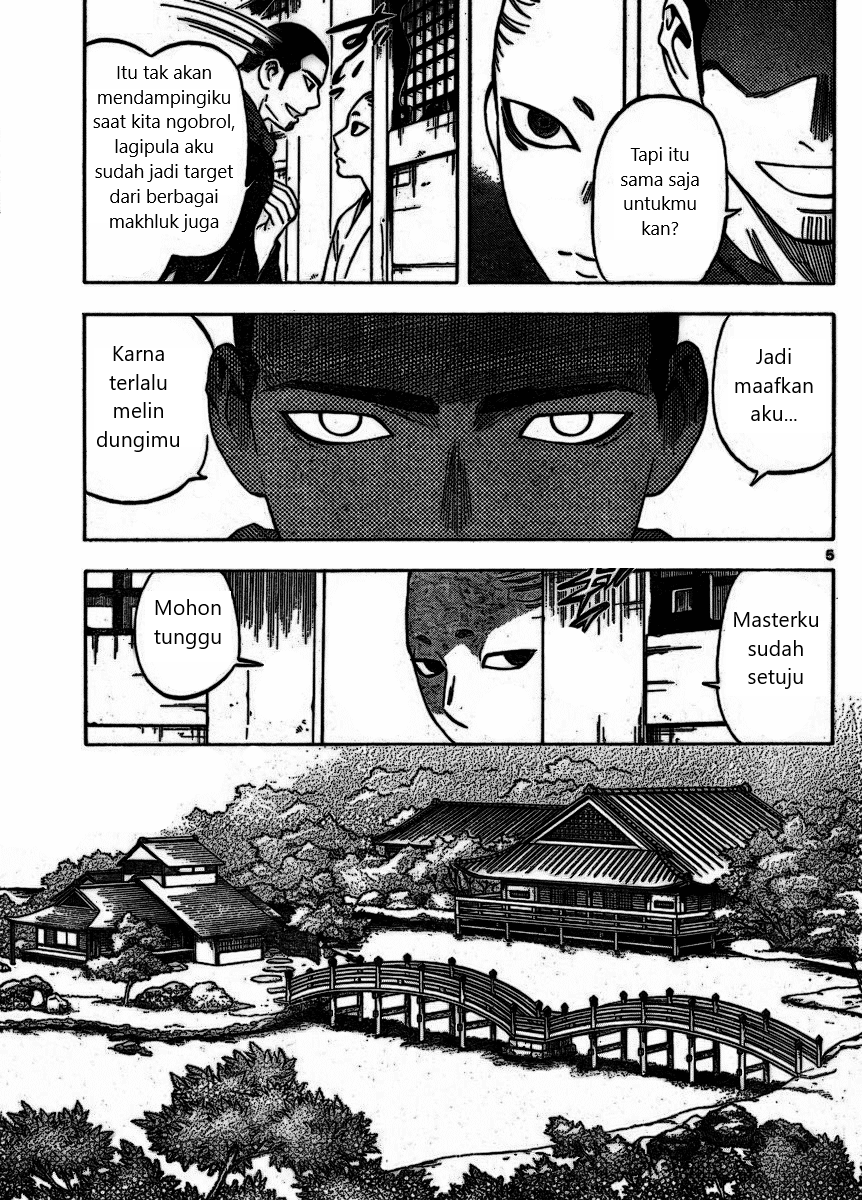 Tapi itu
sama saja
untukmu
kan?
Itu tak akan
mendampingiku
saat kita ngobrol,
lagipula aku
sudah jadi target
dari berbagai
makhluk juga
Jadi
maafkan
aku...
Karna
terlalu
melin
dungimu
5
Masterku
sudah
setuju
Mohon
tunggu